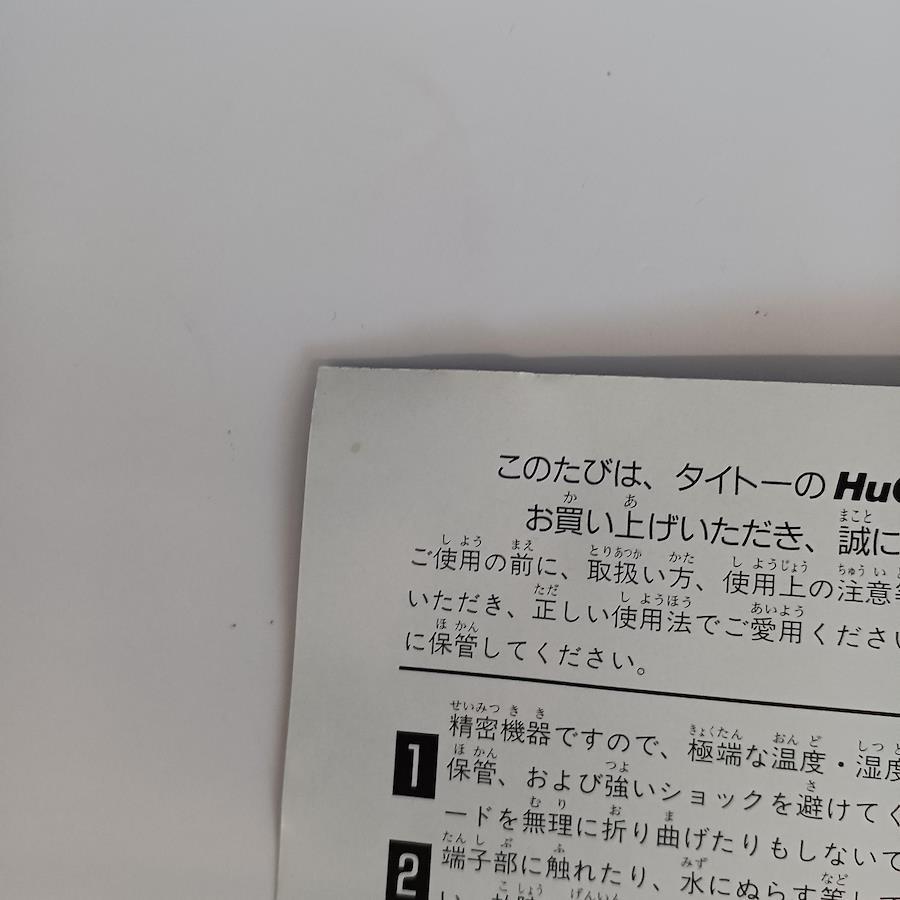 このたびは、タイトーのHu
お買い上げいただき、誠に
ご使用の前に、取扱い方、使用上の注意
いただき、正しい使用法でご愛用ください
に保管してください。
1 精密機器ですので、極端な温度・湿度
保管、および強いショックを避けてく
ードを無理に折り曲げたりもしないで
2 端子部に触れたり、水にぬらす等し